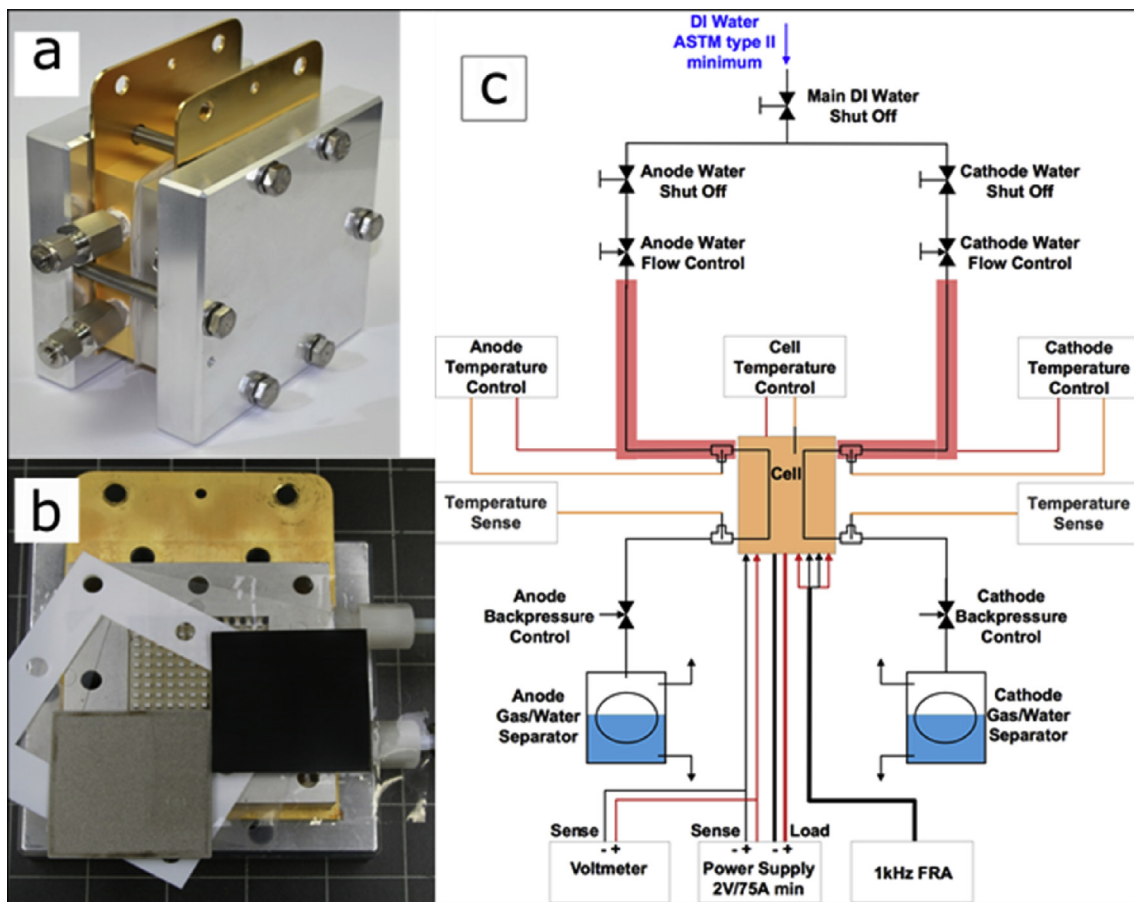 a
b
c
DI Water
ASTM type II
minimum
Main DI Water
Shut Off
Anode Water
Shut Off
Cathode Water
Shut Off
Anode Water
Flow Control
Cathode Water
Flow Control
Anode
Temperature
Control
Cell
Temperature
Control
Cathode
Temperature
Control
Cell
Temperature
Sense
Temperature
Sense
Anode
Backpressure
Control
Cathode
Backpressure
Control
Anode
Gas/Water
Separator
Cathode
Gas/Water
Separator
Sense
- +
Voltmeter
Sense Load
- + - +
Power Supply
2V/75A min
1kHz FRA